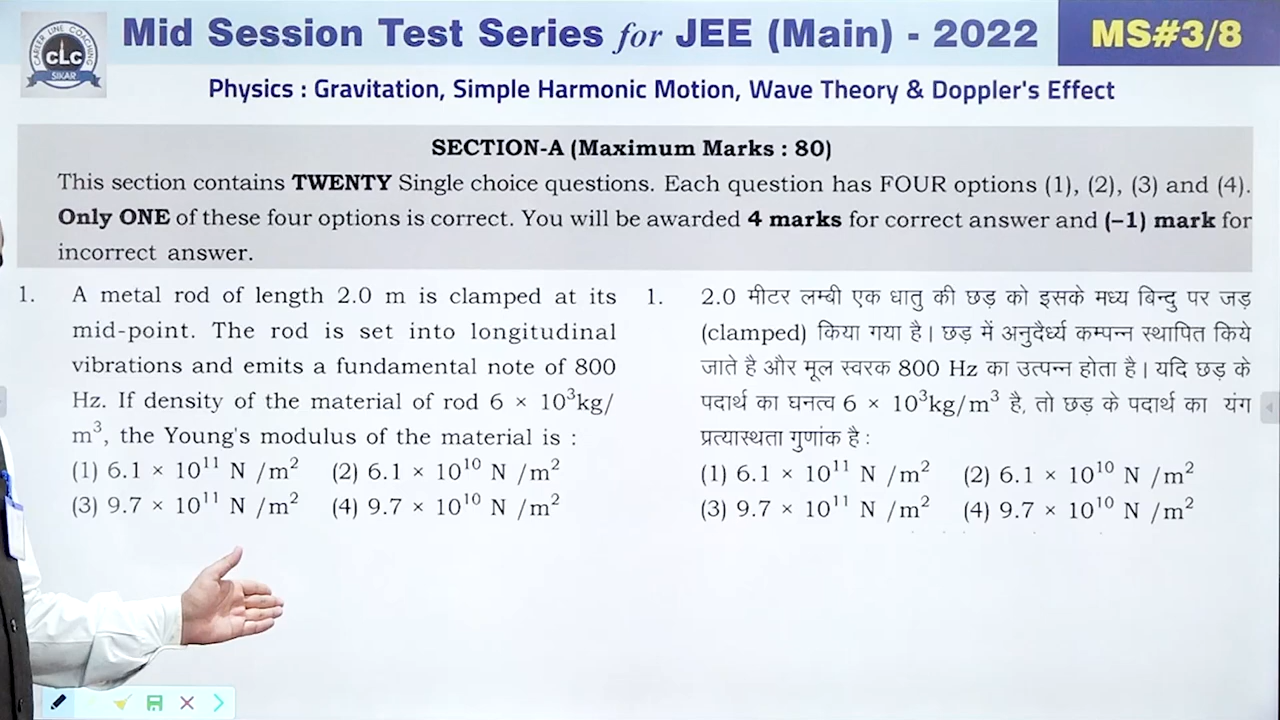 Mid Session Test Series for JEE (Main) - 2022
MS#3/8
CAREER LINE COACHING
CLC
SIKAR
Physics : Gravitation, Simple Harmonic Motion, Wave Theory & Doppler's Effect
SECTION-A (Maximum Marks : 80)
This section contains TWENTY Single choice questions. Each question has FOUR options (1), (2), (3) and (4).
Only ONE of these four options is correct. You will be awarded 4 marks for correct answer and (–1) mark for
incorrect answer.
1. A metal rod of length 2.0 m is clamped at its
mid-point. The rod is set into longitudinal
vibrations and emits a fundamental note of 800
Hz. If density of the material of rod 6 × 10³kg/
m³, the Young's modulus of the material is :
(1) 6.1 × 10¹¹ N /m² (2) 6.1 × 10¹⁰ N /m²
(3) 9.7 × 10¹¹ N /m² (4) 9.7 × 10¹⁰ N /m²
1. 2.0 मीटर लम्बी एक धातु की छड़ को इसके मध्य बिन्दु पर जड़
(clamped) किया गया है। छड़ में अनुदैर्ध्य कम्पन्न स्थापित किये
जाते है और मूल स्वरक 800 Hz का उत्पन्न होता है। यदि छड़ के
पदार्थ का घनत्व 6 × 10³kg/m³ है, तो छड़ के पदार्थ का यंग
प्रत्यास्थता गुणांक है :
(1) 6.1 × 10¹¹ N /m² (2) 6.1 × 10¹⁰ N /m²
(3) 9.7 × 10¹¹ N /m² (4) 9.7 × 10¹⁰ N /m²